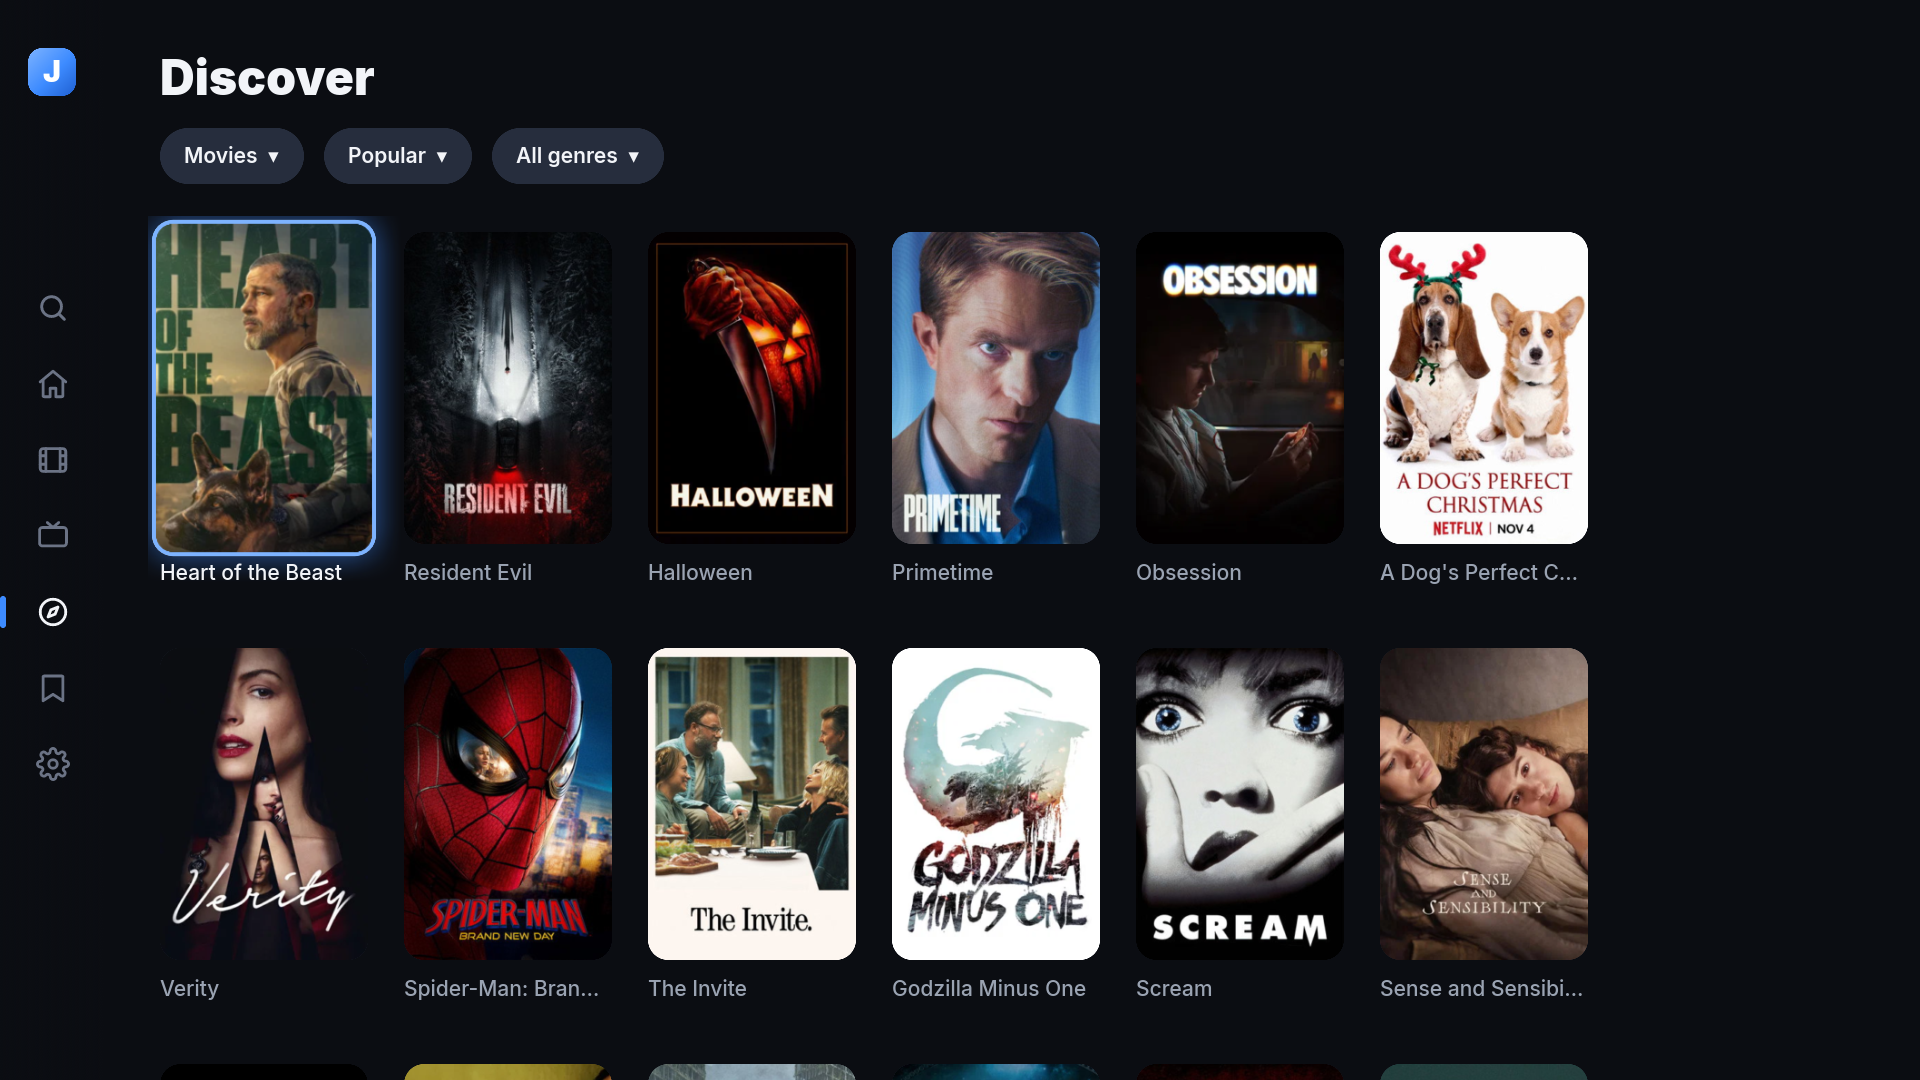 J
Discover
Movies ▾
Popular ▾
All genres ▾
HEART
OF
THE
BEAST
RESIDENT EVIL
HALLOWEEN
PRIMETIME
OBSESSION
A DOG'S PERFECT
CHRISTMAS
NETFLIX | NOV 4
Heart of the Beast
Resident Evil
Halloween
Primetime
Obsession
A Dog's Perfect C...
Verity
SPIDER-MAN
BRAND NEW DAY
The Invite.
GODZILLA
MINUS ONE
SCREAM
SENSE
AND
SENSIBILITY
Verity
Spider-Man: Bran...
The Invite
Godzilla Minus One
Scream
Sense and Sensibi...